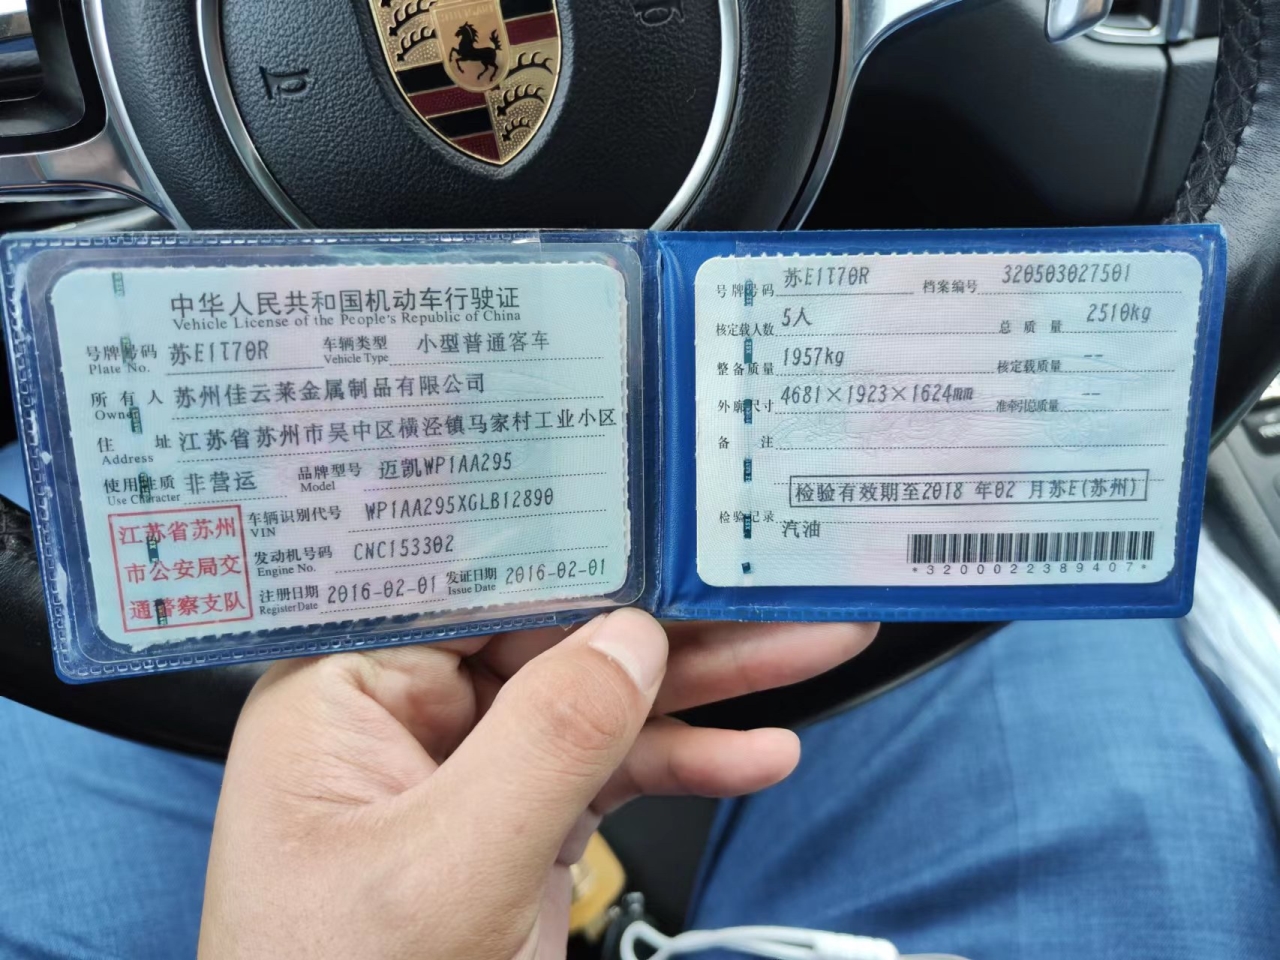 中华人民共和国机动车行驶证
Vehicle License of the People's Republic of China
号牌号码 苏E1T70R 车辆类型 小型普通客车
Plate No. Vehicle Type
所有人 苏州佳云莱金属制品有限公司
Owner
住址 江苏省苏州市吴中区横泾镇马家村工业小区
Address
使用性质 非营运 品牌型号 迈凯WP1AA295
Use Character Model
江苏省苏州
市公安局交
通警察支队
车辆识别代号 WP1AA295XGLB12890
VIN
发动机号码 CNC153302
Engine No.
注册日期 2016-02-01 发证日期 2016-02-01
Register Date Issue Date
号牌号码 苏E1T70R 档案编号 320503027501
核定载人数 5人 总质量 2510kg
整备质量 1957kg 核定载质量 --
外廓尺寸 4681×1923×1624mm 准牵引总质量 --
备注
检验有效期至2018 年02 月苏E(苏州)
检验记录
汽油
*3200022389407*